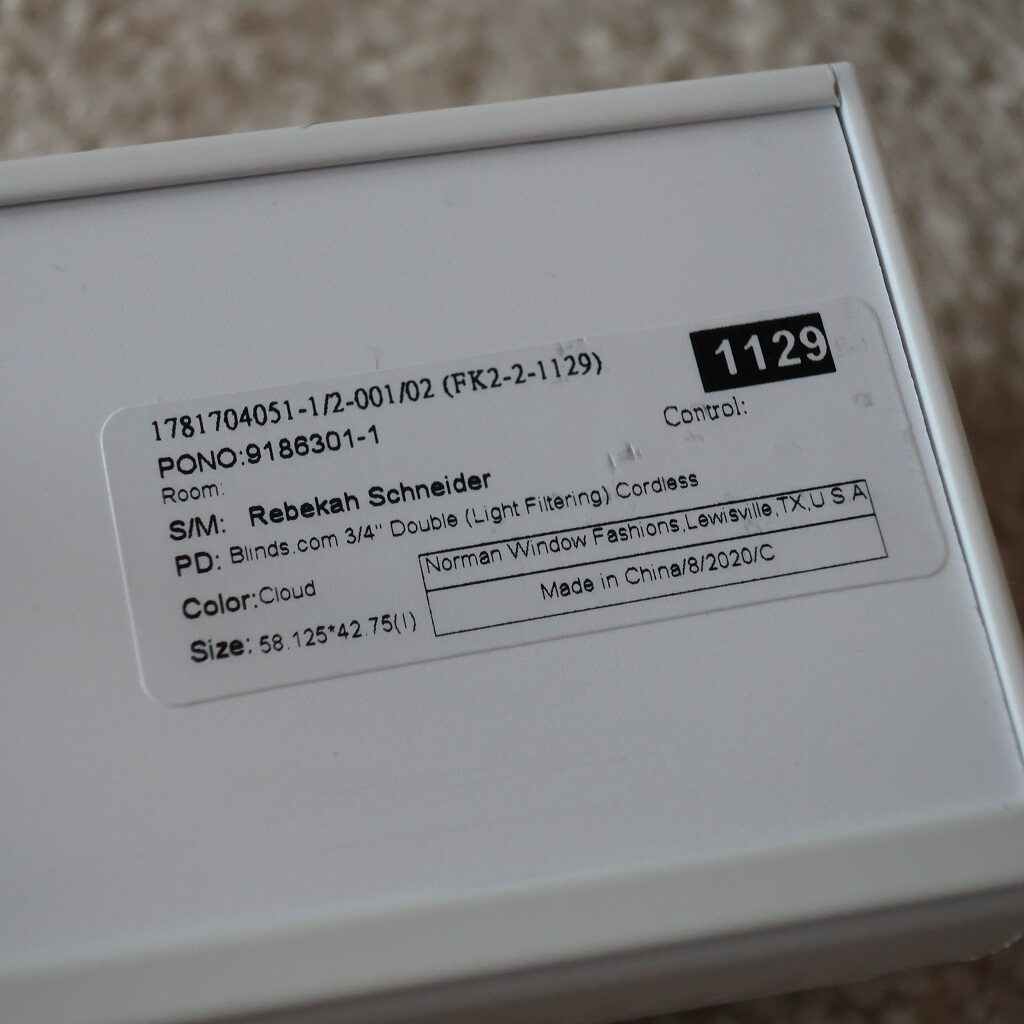 1781704051-1/2-001/02 (FK2-2-1129)
1129
PONO:9186301-1
Control:
Room:
S/M: Rebekah Schneider
PD: Blinds.com 3/4" Double (Light Filtering) Cordless
Norman Window Fashions,Lewisville,TX,U S A
Color:Cloud
Made in China/8/2020/C
Size: 58.125*42.75(I)